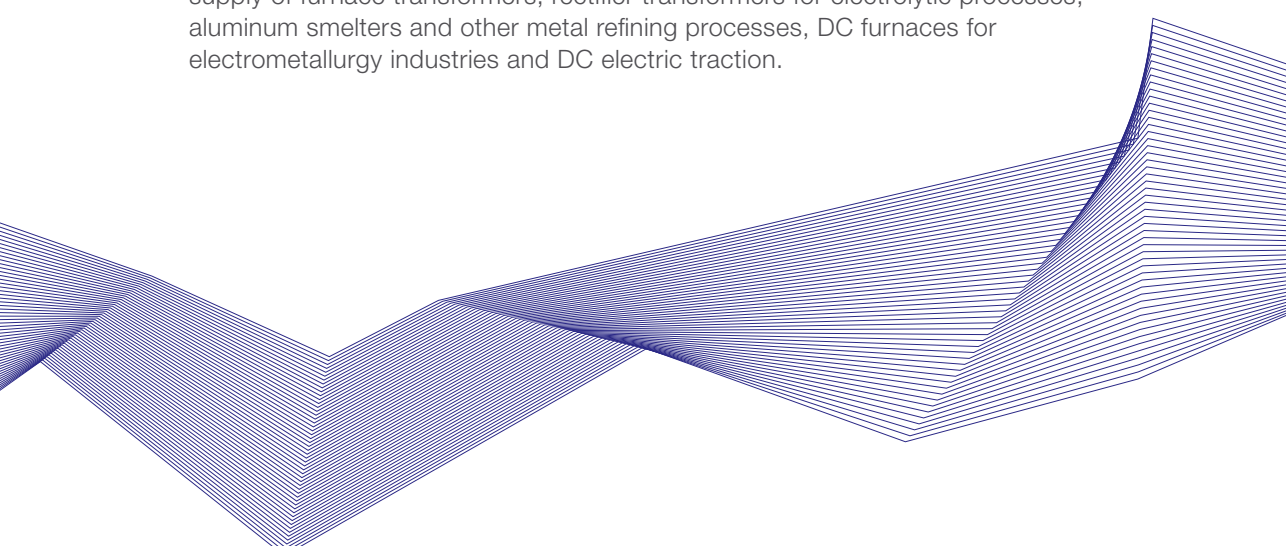 supply of furnace transformers, rectifier transformers for electrolytic processes,
aluminum smelters and other metal refining processes, DC furnaces for
electrometallurgy industries and DC electric traction.